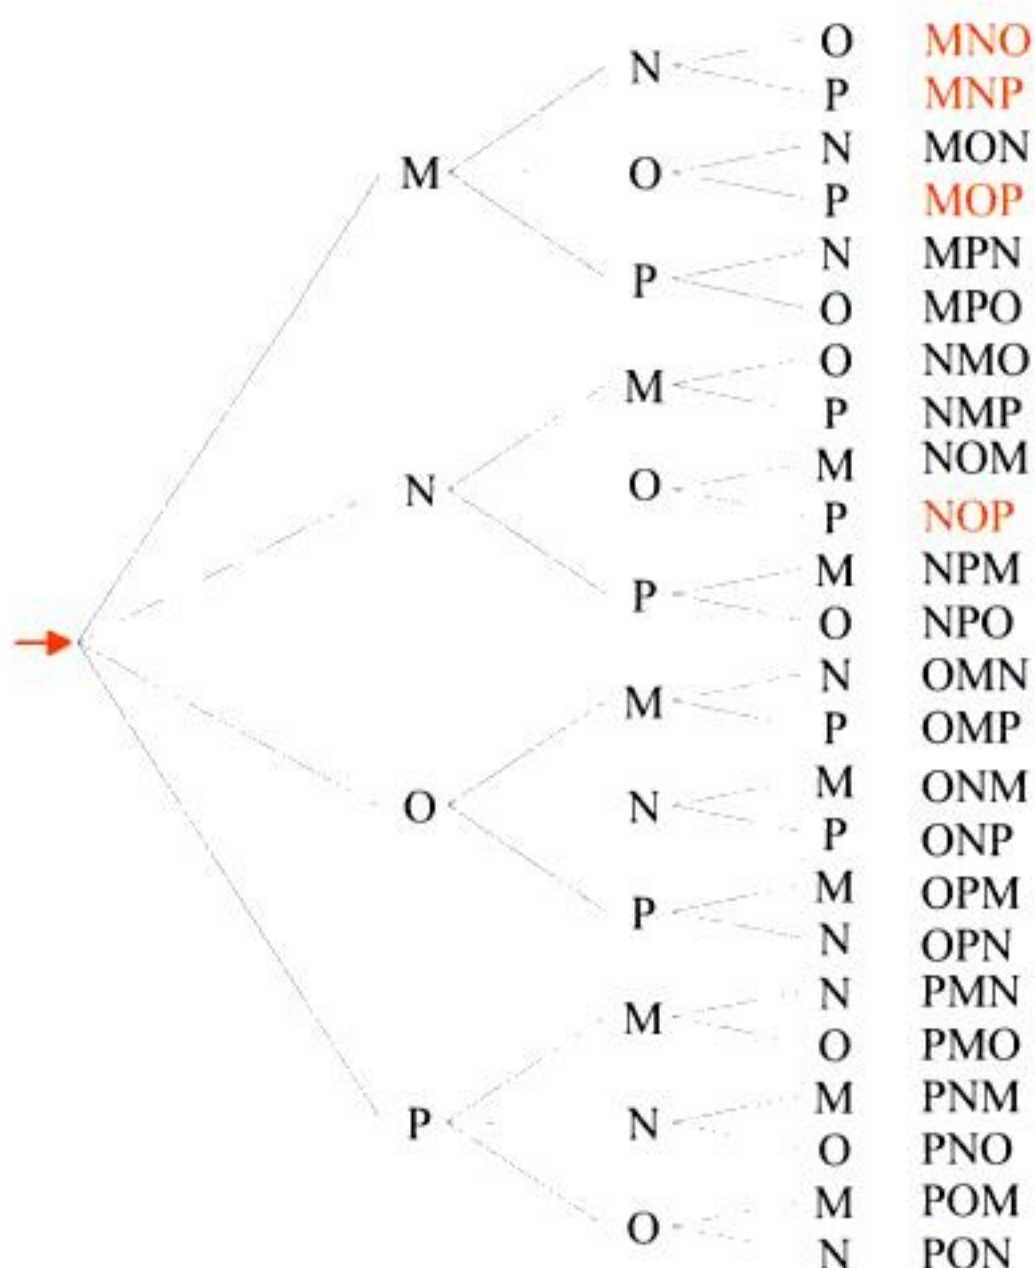 O MNO
N
P MNP
N MON
M O
P MOP
N MPN
P
O MPO
O NMO
M
P NMP
M NOM
N O
P NOP
M NPM
P
O NPO
N OMN
M
P OMP
M ONM
O N
P ONP
M OPM
P
N OPN
N PMN
M
O PMO
M PNM
P N
O PNO
M POM
O
N PON